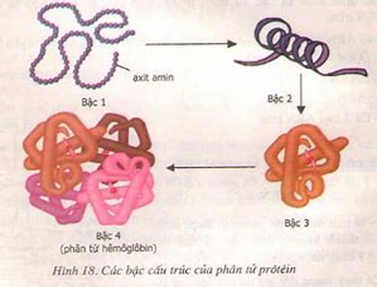 axit amin
Bậc 1
Bậc 2
Bậc 3
Bậc 4
(phân tử hêmôglôbin)
Hình 18. Các bậc cấu trúc của phân tử prôtêin